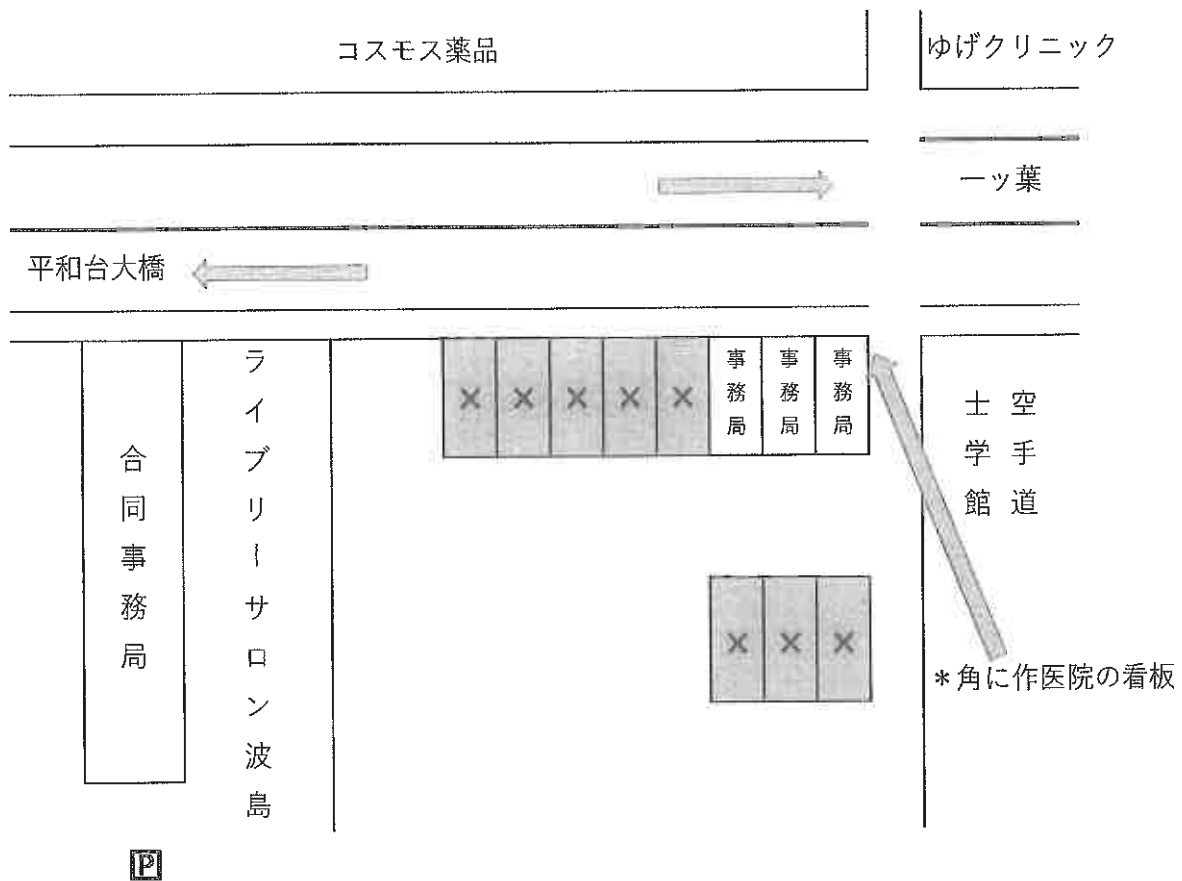 コスモス薬品
ゆげクリニック
一ッ葉
平和台大橋
合同事務局
ライブリーサロン波島
×
×
×
×
×
事務局
事務局
事務局
空手道
士学館
×
×
×
*角に作医院の看板
P